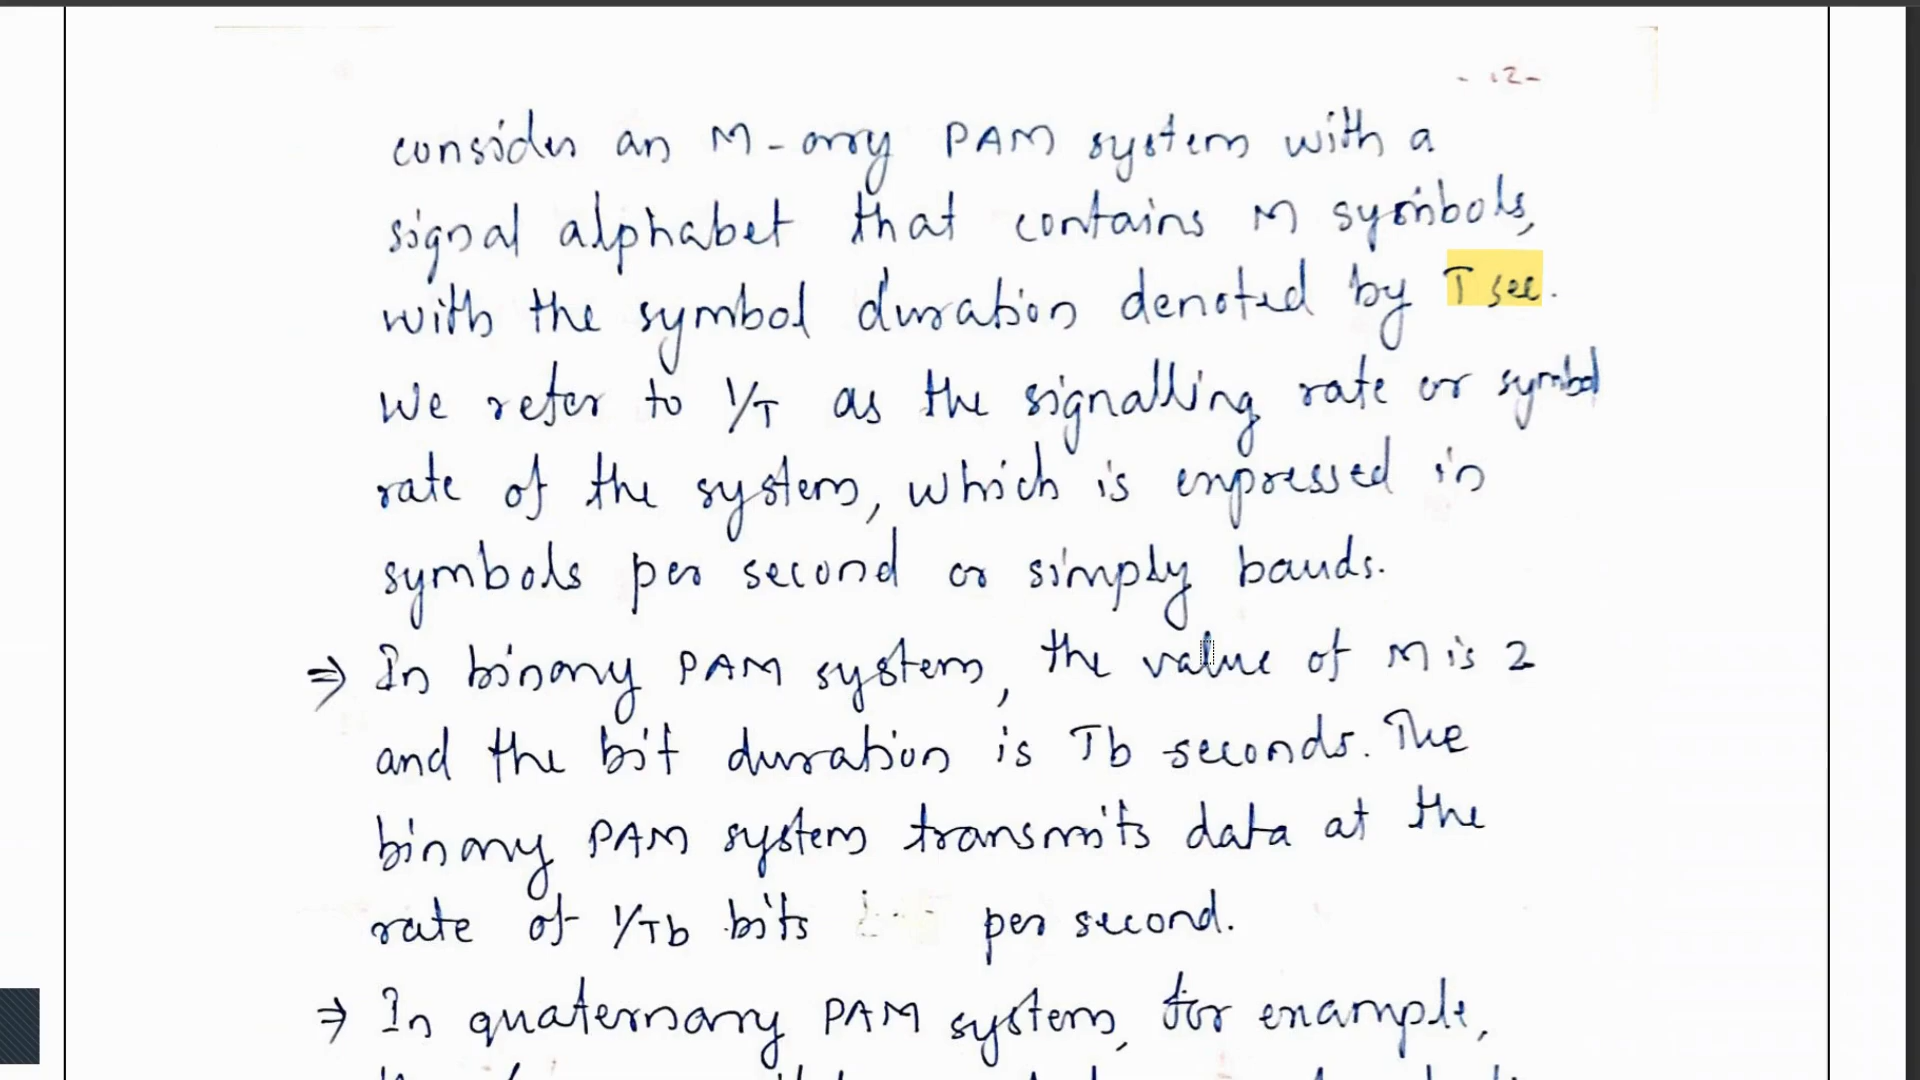 - 12 -
consider an M-ary PAM system with a
signal alphabet that contains M symbols,
with the symbol duration denoted by T sec.
We refer to 1/T as the signalling rate or symbol
rate of the system, which is expressed in
symbols per second or simply bauds.
⇒ In binary PAM system, the value of M is 2
and the bit duration is Tb seconds. The
binary PAM system transmits data at the
rate of 1/Tb bits per second.
⇒ In quaternary PAM system, for example,